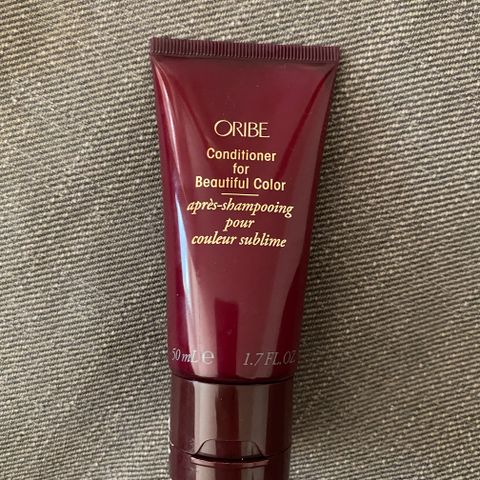 ORIBE
Conditioner
for
Beautiful Color
après-shampooing
pour
couleur sublime
50 mL e 1.7 FL.OZ